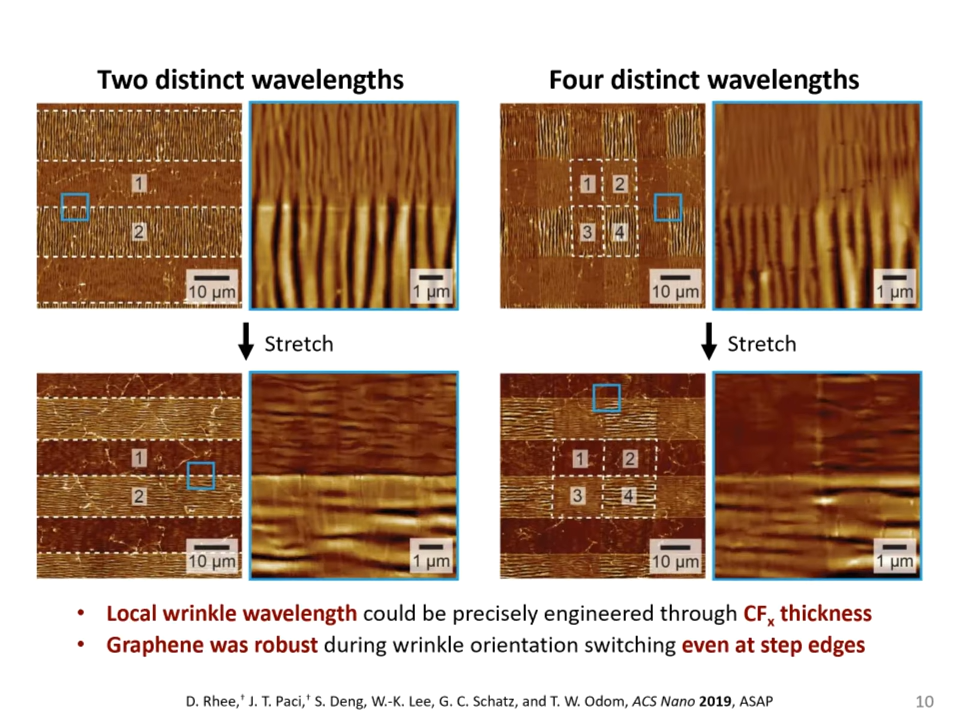 Two distinct wavelengths
Four distinct wavelengths
1
2
10 µm
1 µm
1
2
3
4
10 µm
1 µm
Stretch
Stretch
1
2
10 µm
1 µm
1
2
3
4
10 µm
1 µm
• Local wrinkle wavelength could be precisely engineered through CFx thickness
• Graphene was robust during wrinkle orientation switching even at step edges
D. Rhee,† J. T. Paci,† S. Deng, W.-K. Lee, G. C. Schatz, and T. W. Odom, ACS Nano 2019, ASAP
10